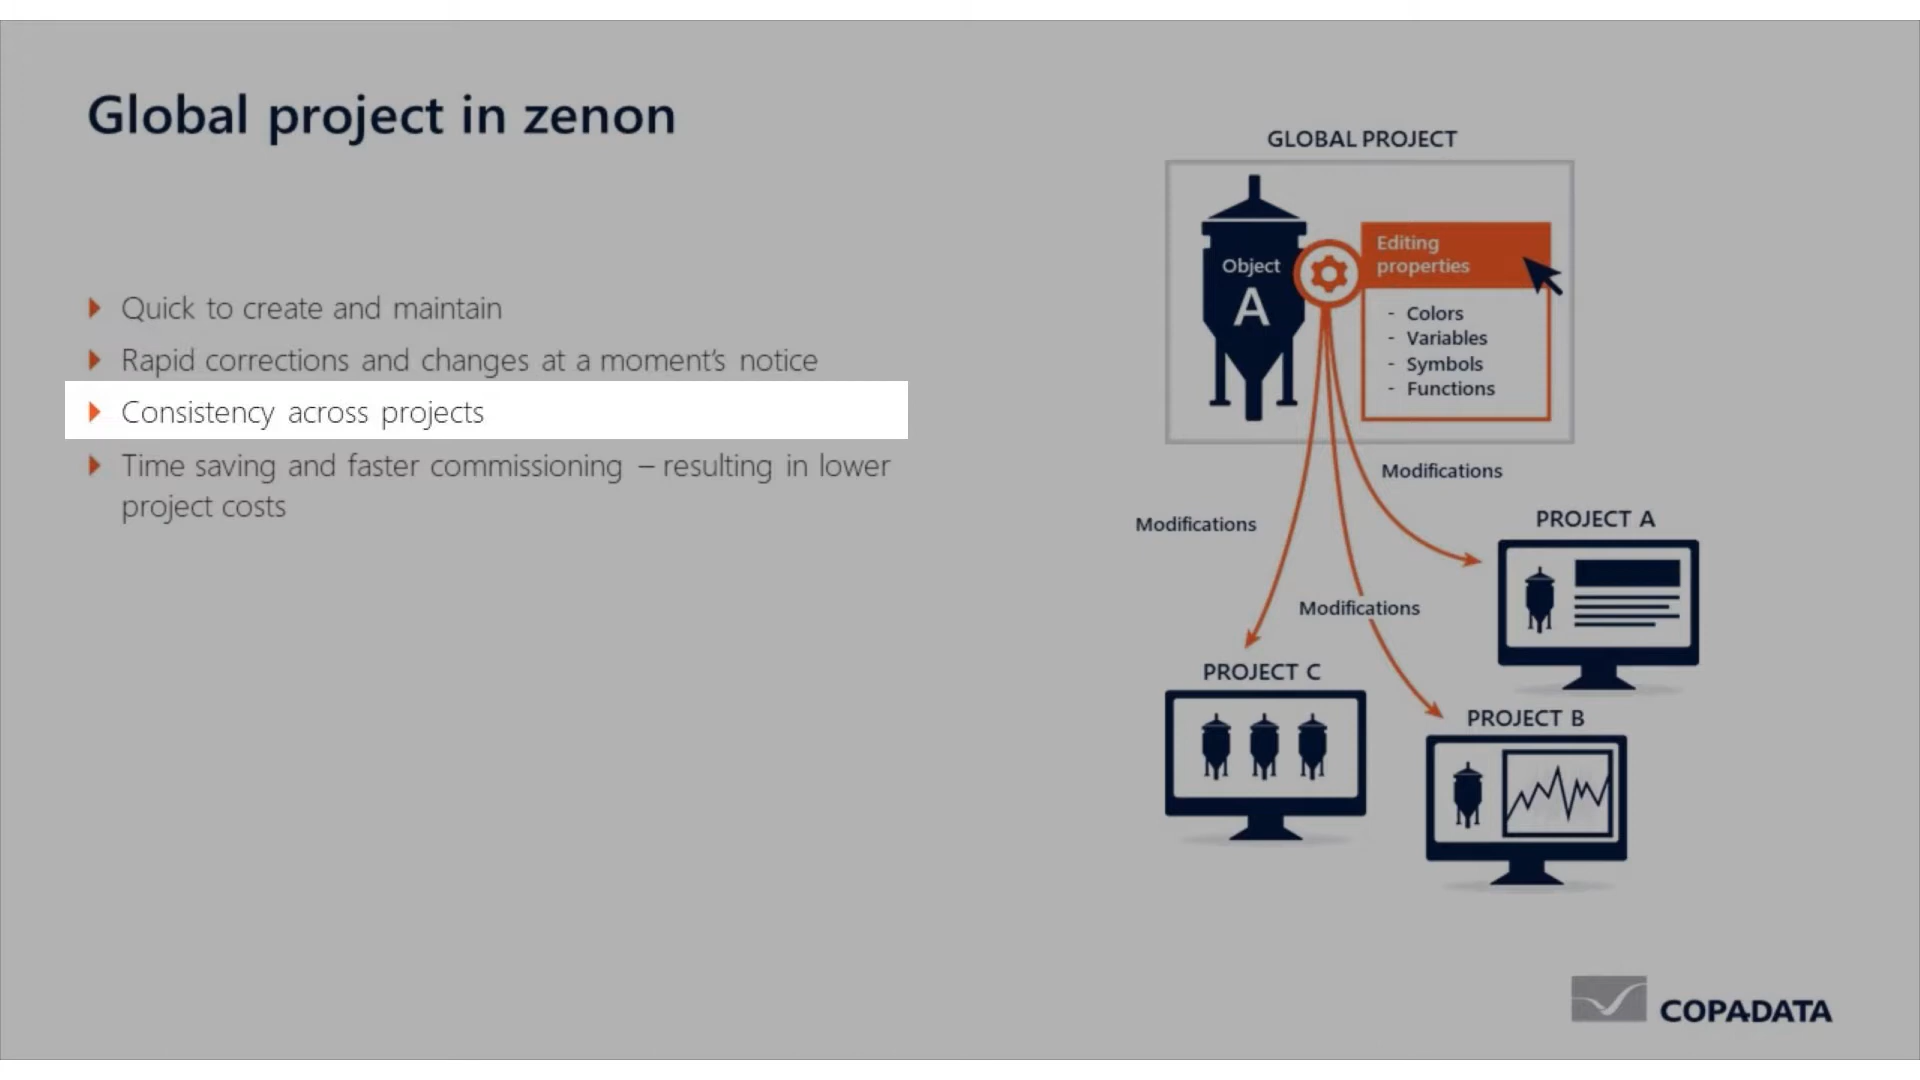 Global project in zenon
Quick to create and maintain
Rapid corrections and changes at a moment's notice
Consistency across projects
Time saving and faster commissioning – resulting in lower
project costs
GLOBAL PROJECT
Object
A
Editing
properties
- Colors
- Variables
- Symbols
- Functions
Modifications
Modifications
Modifications
PROJECT A
PROJECT C
PROJECT B
COPADATA